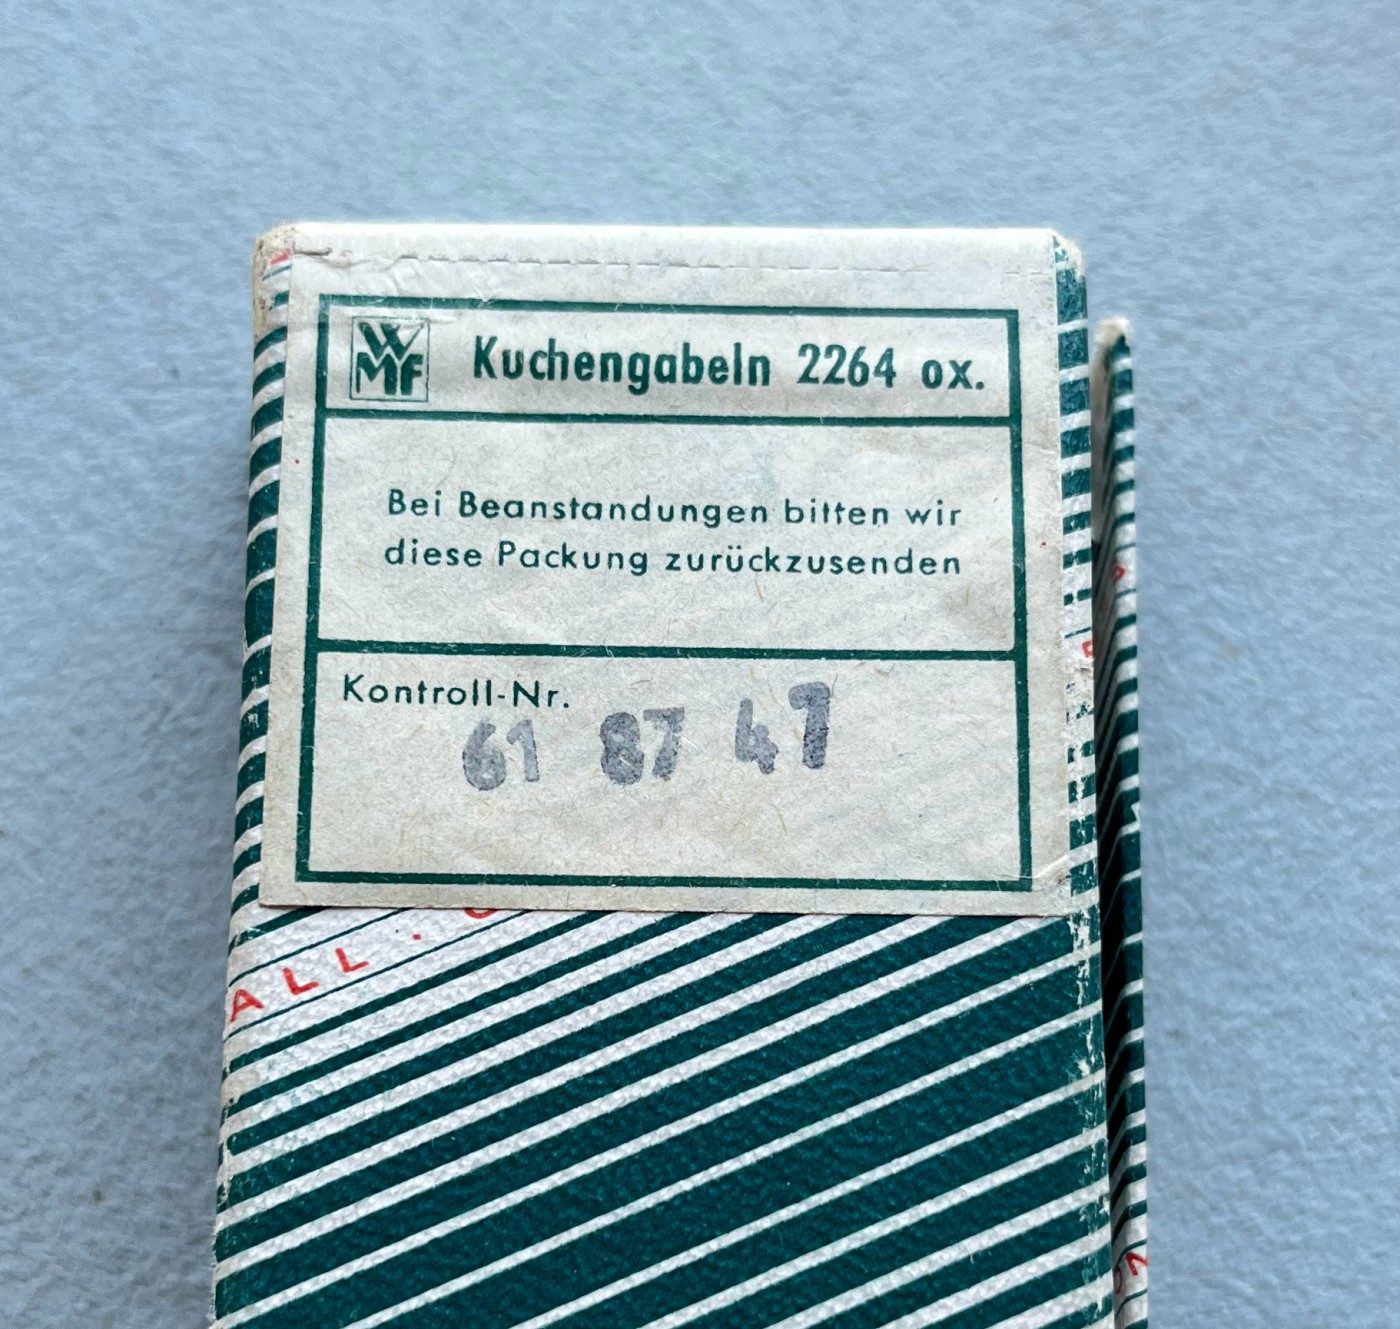 WMF
Kuchengabeln 2264 ox.
Bei Beanstandungen bitten wir
diese Packung zurückzusenden
Kontroll-Nr.
61 87 47
ALL.